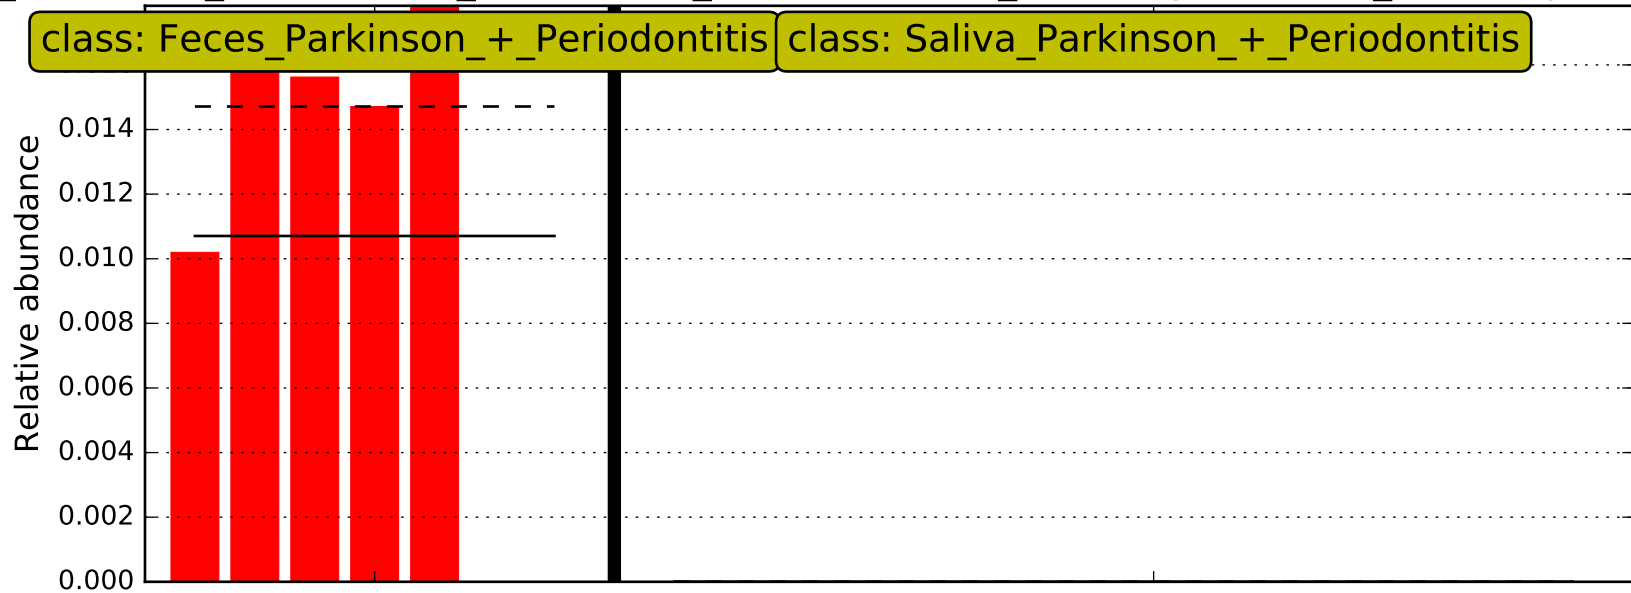 class: Feces_Parkinson_+_Periodontitis
class: Saliva_Parkinson_+_Periodontitis
Relative abundance
0.014
0.012
0.010
0.008
0.006
0.004
0.002
0.000